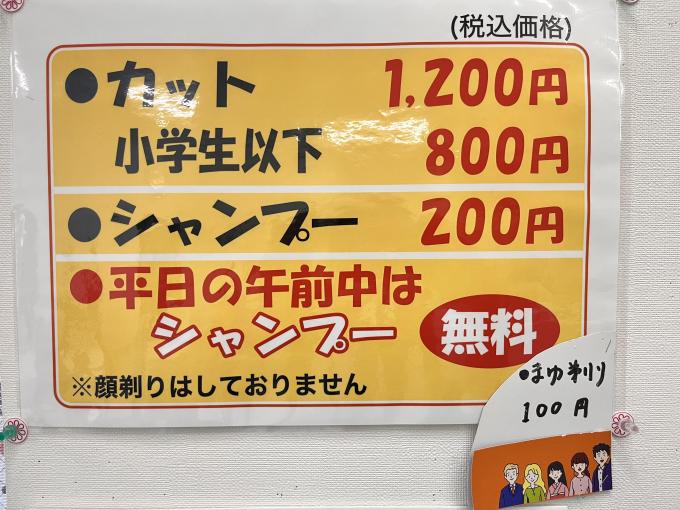 (税込価格)
●カット 1,200円
小学生以下 800円
●シャンプー 200円
●平日の午前中は
シャンプー 無料
※顔剃りはしておりません
●まゆ剃り
100円